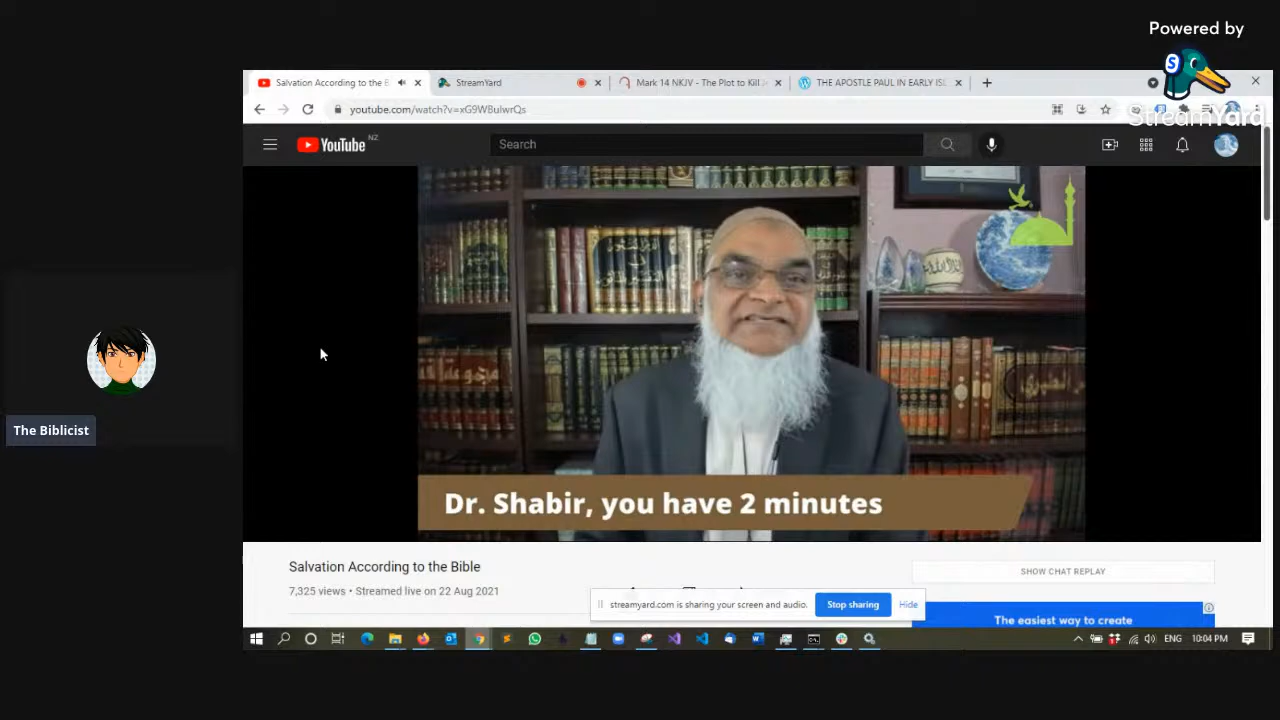 Powered by
StreamYard
Salvation According to the B
StreamYard
Mark 14 NKJV - The Plot to Kill
THE APOSTLE PAUL IN EARLY ISL
youtube.com/watch?v=xG9WBulwrQs
YouTube NZ
Search
The Biblicist
Dr. Shabir, you have 2 minutes
Salvation According to the Bible
7,325 views • Streamed live on 22 Aug 2021
SHOW CHAT REPLAY
streamyard.com is sharing your screen and audio.
Stop sharing
Hide
The easiest way to create
ENG
10:04 PM